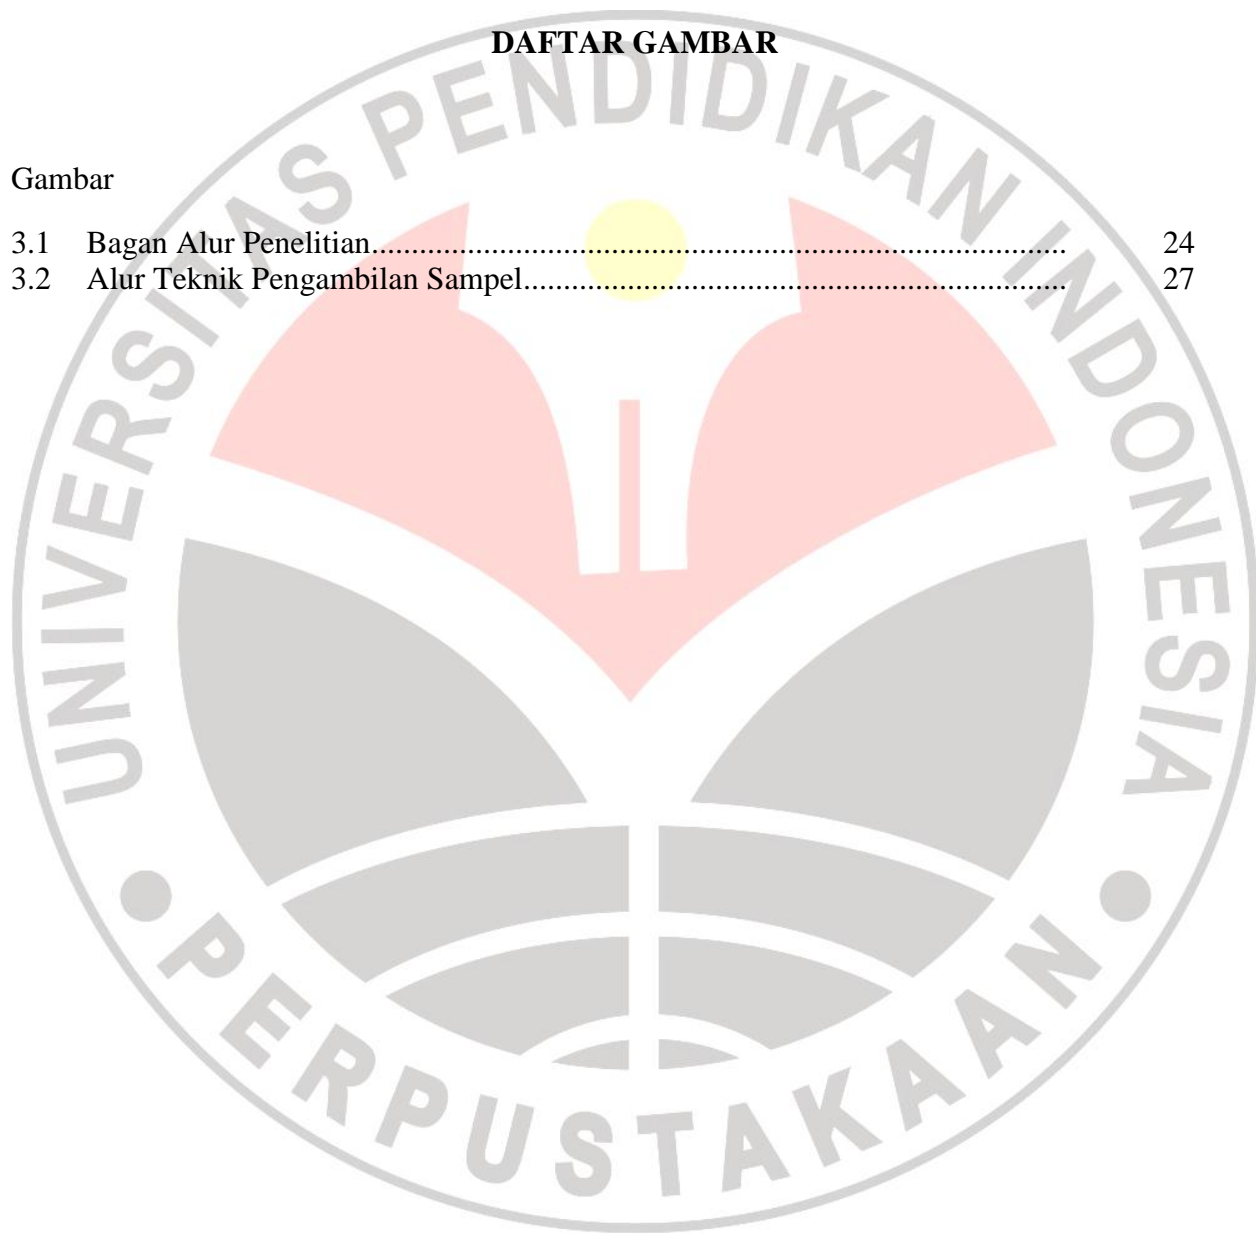 DAFTAR GAMBAR
Gambar
3.1 Bagan Alur Penelitian....................................................................................... 24
3.2 Alur Teknik Pengambilan Sampel.................................................................... 27
UNIVERSITAS PENDIDIKAN INDONESIA
PERPUSTAKAAN